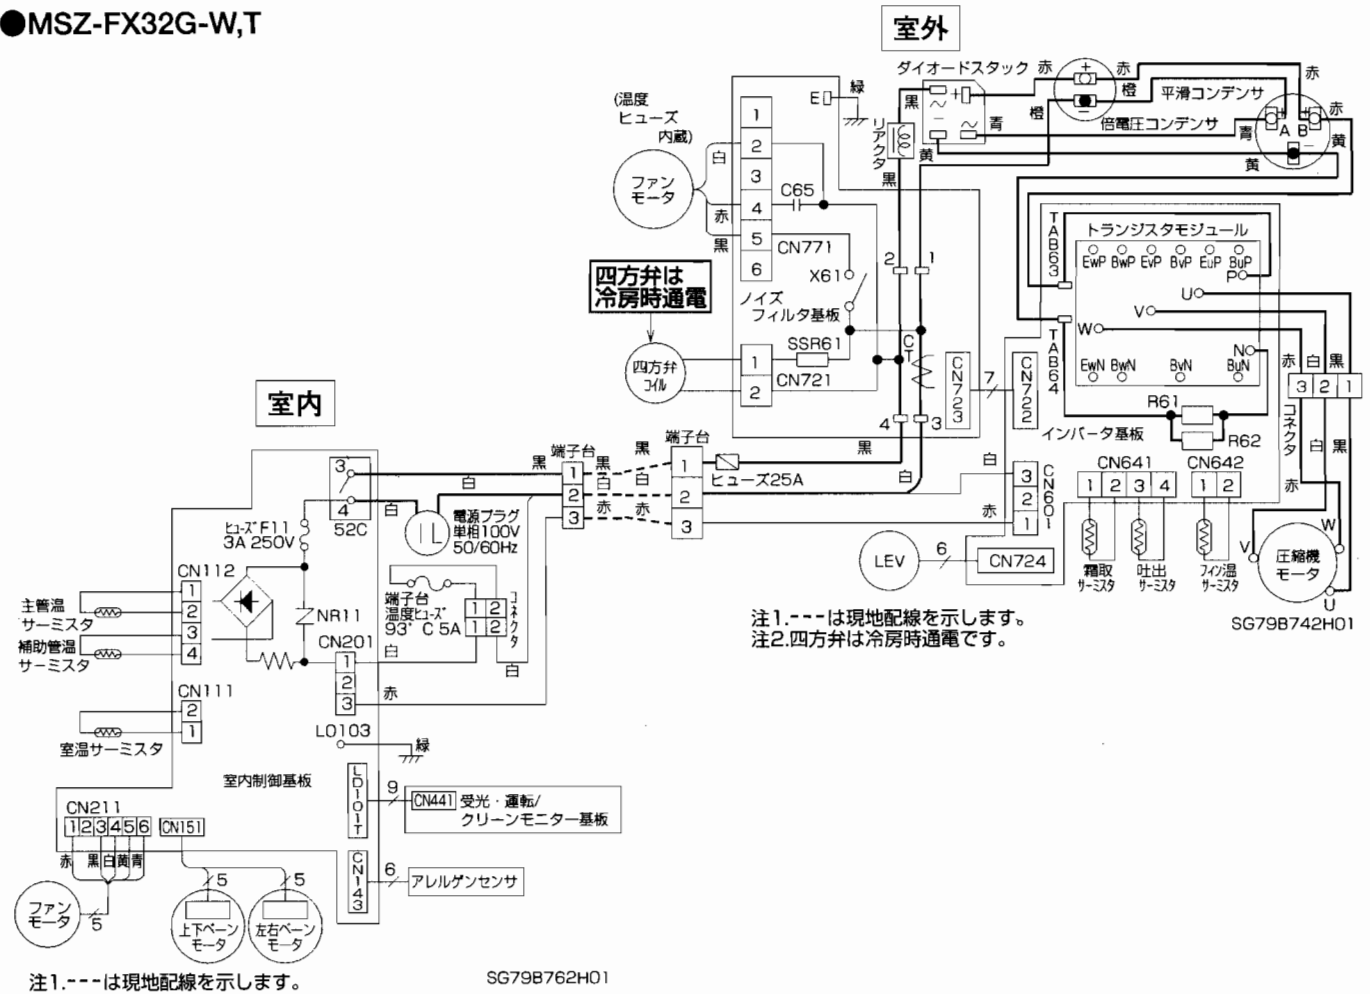 ●MSZ-FX32G-W,T
室外
ダイオードスタック
赤
+
赤
赤
緑
E
黒
+
橙
橙
平滑コンデンサ
赤
(温度
ヒューズ
内蔵)
1
2
3
4
5
6
リアクタ
青
倍電圧コンデンサ
青
A B
黄
黄
黄
白
ファン
モータ
赤
黒
C65
CN771
黒
TAB63
トランジスタモジュール
EwP BwP EvP BvP EuP BuP
P
U
V
W
N
EwN BwN BvN BuN
四方弁は
冷房時通電
X61
ノイズ
フィルタ基板
2
1
SSR61
CT
四方弁
コイル
1
2
CN721
CN723
7
CN722
TAB64
赤
白
黒
3 2 1
コネクタ
R61
R62
インバータ基板
4
3
室内
端子台
黒
端子台
黒
1
2
3
ヒューズ25A
白
白
黒
赤
白
黒
3
4
52C
白
白
黒
1
2
3
黒
白
赤
白
赤
3
2
1
CN601
赤
CN641
1 2 3 4
CN642
1 2
ヒューズF11
3A 250V
電源プラグ
単相100V
50/60Hz
LEV
6
CN724
霜取
サーミスタ
吐出
サーミスタ
フィン温
サーミスタ
V
W
U
圧縮機
モータ
CN112
1
2
3
4
主管温
サーミスタ
補助管温
サーミスタ
NR11
端子台
温度ヒューズ
93°C 5A
1 2
1 2
コネクタ
注1.---は現地配線を示します。
注2.四方弁は冷房時通電です。
SG79B742H01
CN201
1
2
3
白
白
赤
CN111
2
1
室温サーミスタ
LO103
緑
室内制御基板
LD101T
9
CN441
受光・運転/
クリーンモニター基板
CN211
1 2 3 4 5 6
CN151
赤
黒
白
黄
青
CN143
6
アレルゲンセンサ
ファン
モータ
5
5
5
上下ベーン
モータ
左右ベーン
モータ
注1.---は現地配線を示します。
SG79B762H01